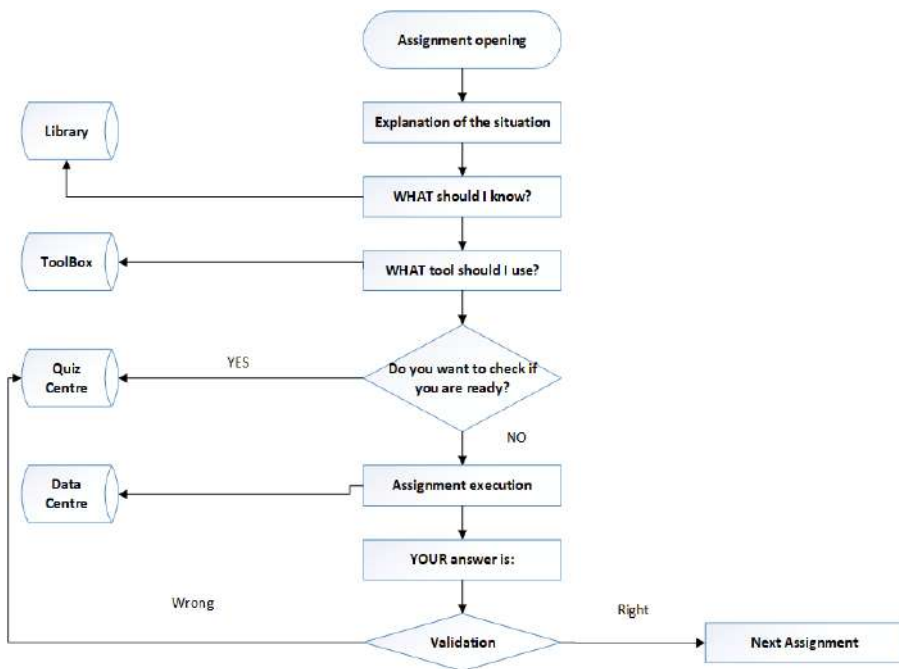 Assignment opening
Explanation of the situation
Library
WHAT should I know?
ToolBox
WHAT tool should I use?
Do you want to check if
you are ready?
YES
Quiz
Centre
NO
Data
Centre
Assignment execution
YOUR answer is:
Wrong
Right
Validation
Next Assignment